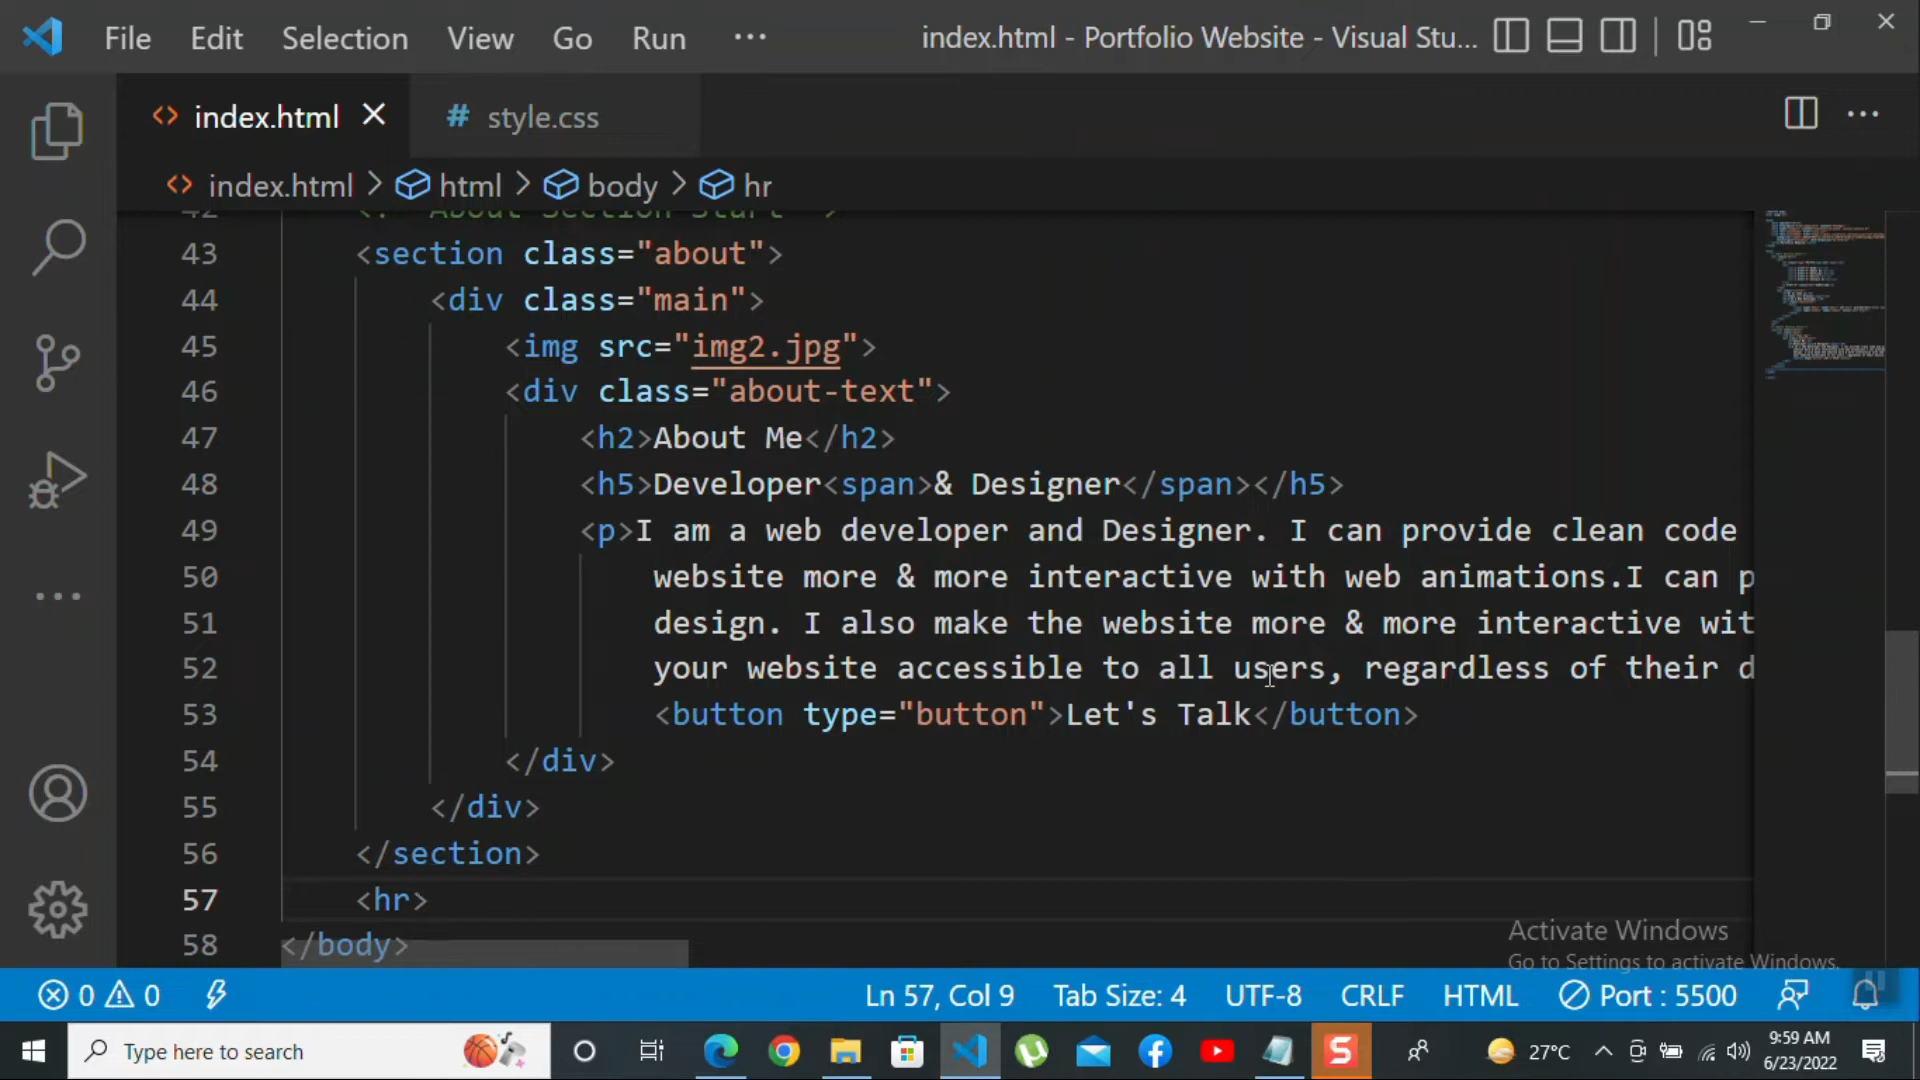 File Edit Selection View Go Run ··· index.html - Portfolio Website - Visual Stu...
<> index.html # style.css
<> index.html > html > body > hr
42 <!-- About Section Start -->
43 <section class="about">
44 <div class="main">
45 <img src="img2.jpg">
46 <div class="about-text">
47 <h2>About Me</h2>
48 <h5>Developer<span>& Designer</span></h5>
49 <p>I am a web developer and Designer. I can provide clean code
50 website more & more interactive with web animations.I can p
51 design. I also make the website more & more interactive wit
52 your website accessible to all users, regardless of their d
53 <button type="button">Let's Talk</button>
54 </div>
55 </div>
56 </section>
57 <hr>
58 </body>
Activate Windows
Go to Settings to activate Windows.
0 0 Ln 57, Col 9 Tab Size: 4 UTF-8 CRLF HTML Port : 5500
Type here to search 27°C 9:59 AM
6/23/2022